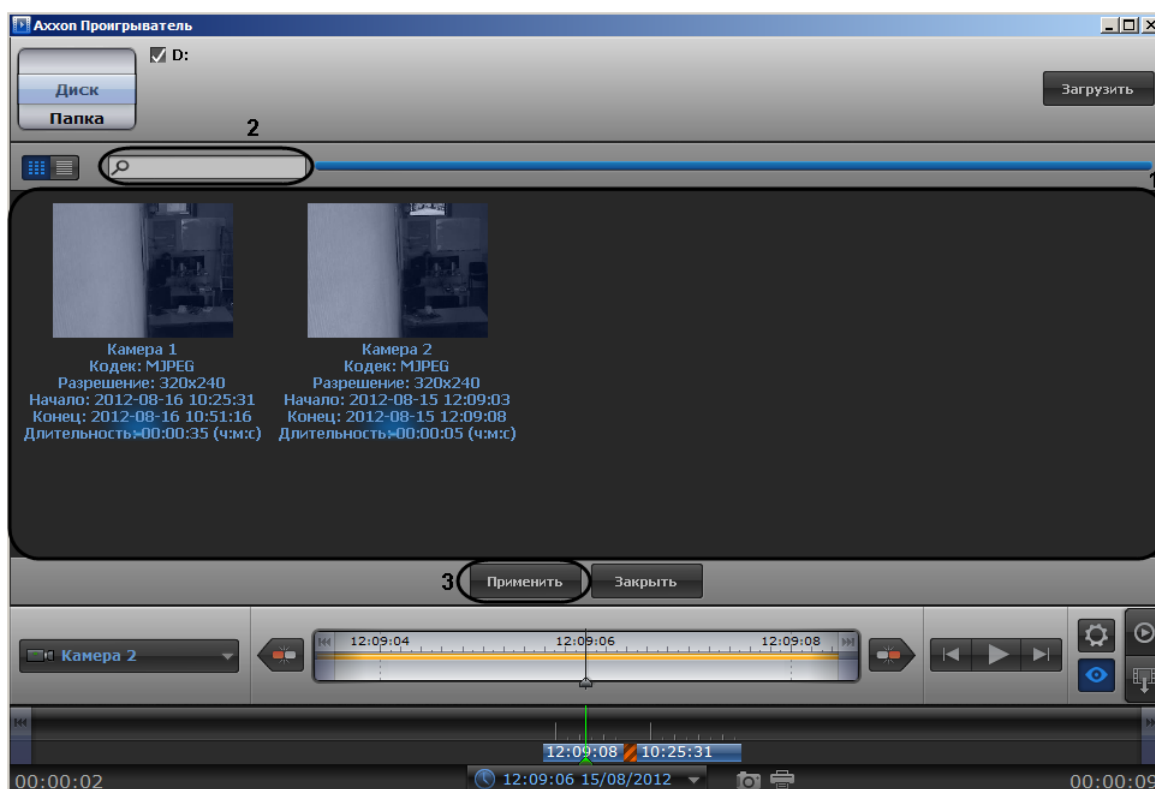 Axxon Проигрыватель
D:
Диск
Папка
Загрузить
2
1
Камера 1
Кодек: MJPEG
Разрешение: 320x240
Начало: 2012-08-16 10:25:31
Конец: 2012-08-16 10:51:16
Длительность: 00:00:35 (ч:м:с)
Камера 2
Кодек: MJPEG
Разрешение: 320x240
Начало: 2012-08-15 12:09:03
Конец: 2012-08-15 12:09:08
Длительность: 00:00:05 (ч:м:с)
3
Применить
Закрыть
Камера 2
12:09:04
12:09:06
12:09:08
12:09:08
10:25:31
00:00:02
12:09:06 15/08/2012
00:00:09